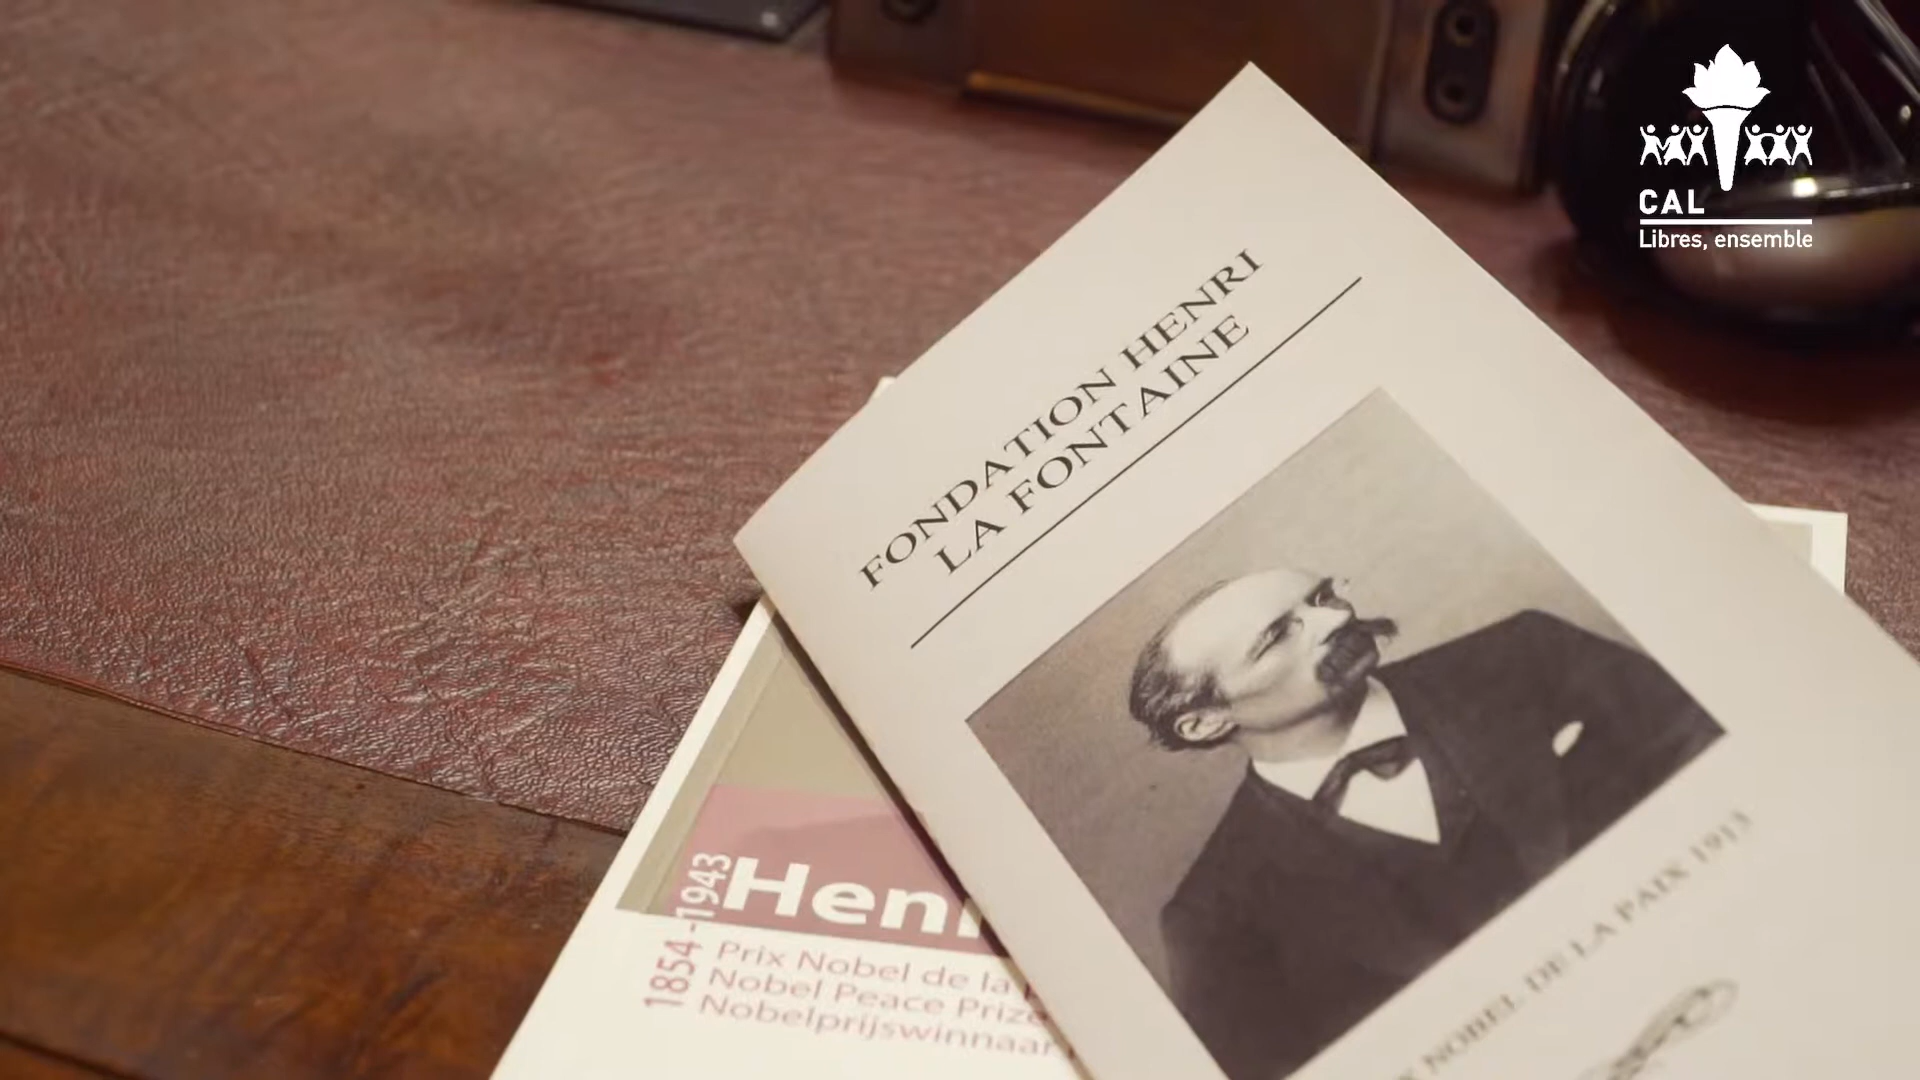 CAL
Libres, ensemble
FONDATION HENRI
LA FONTAINE
NOBEL DE LA PAIX 1913
1854-1943
Prix Nobel de la
Nobel Peace Prize
Nobelprijswinnaar